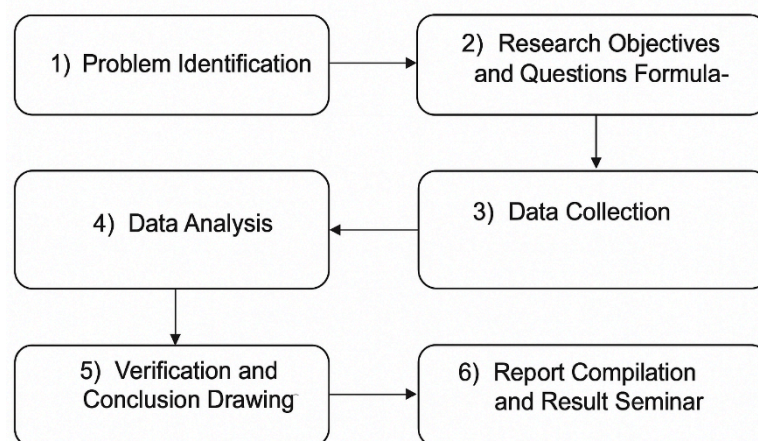 1) Problem Identification
2) Research Objectives
and Questions Formula-
3) Data Collection
4) Data Analysis
5) Verification and
Conclusion Drawing
6) Report Compilation
and Result Seminar